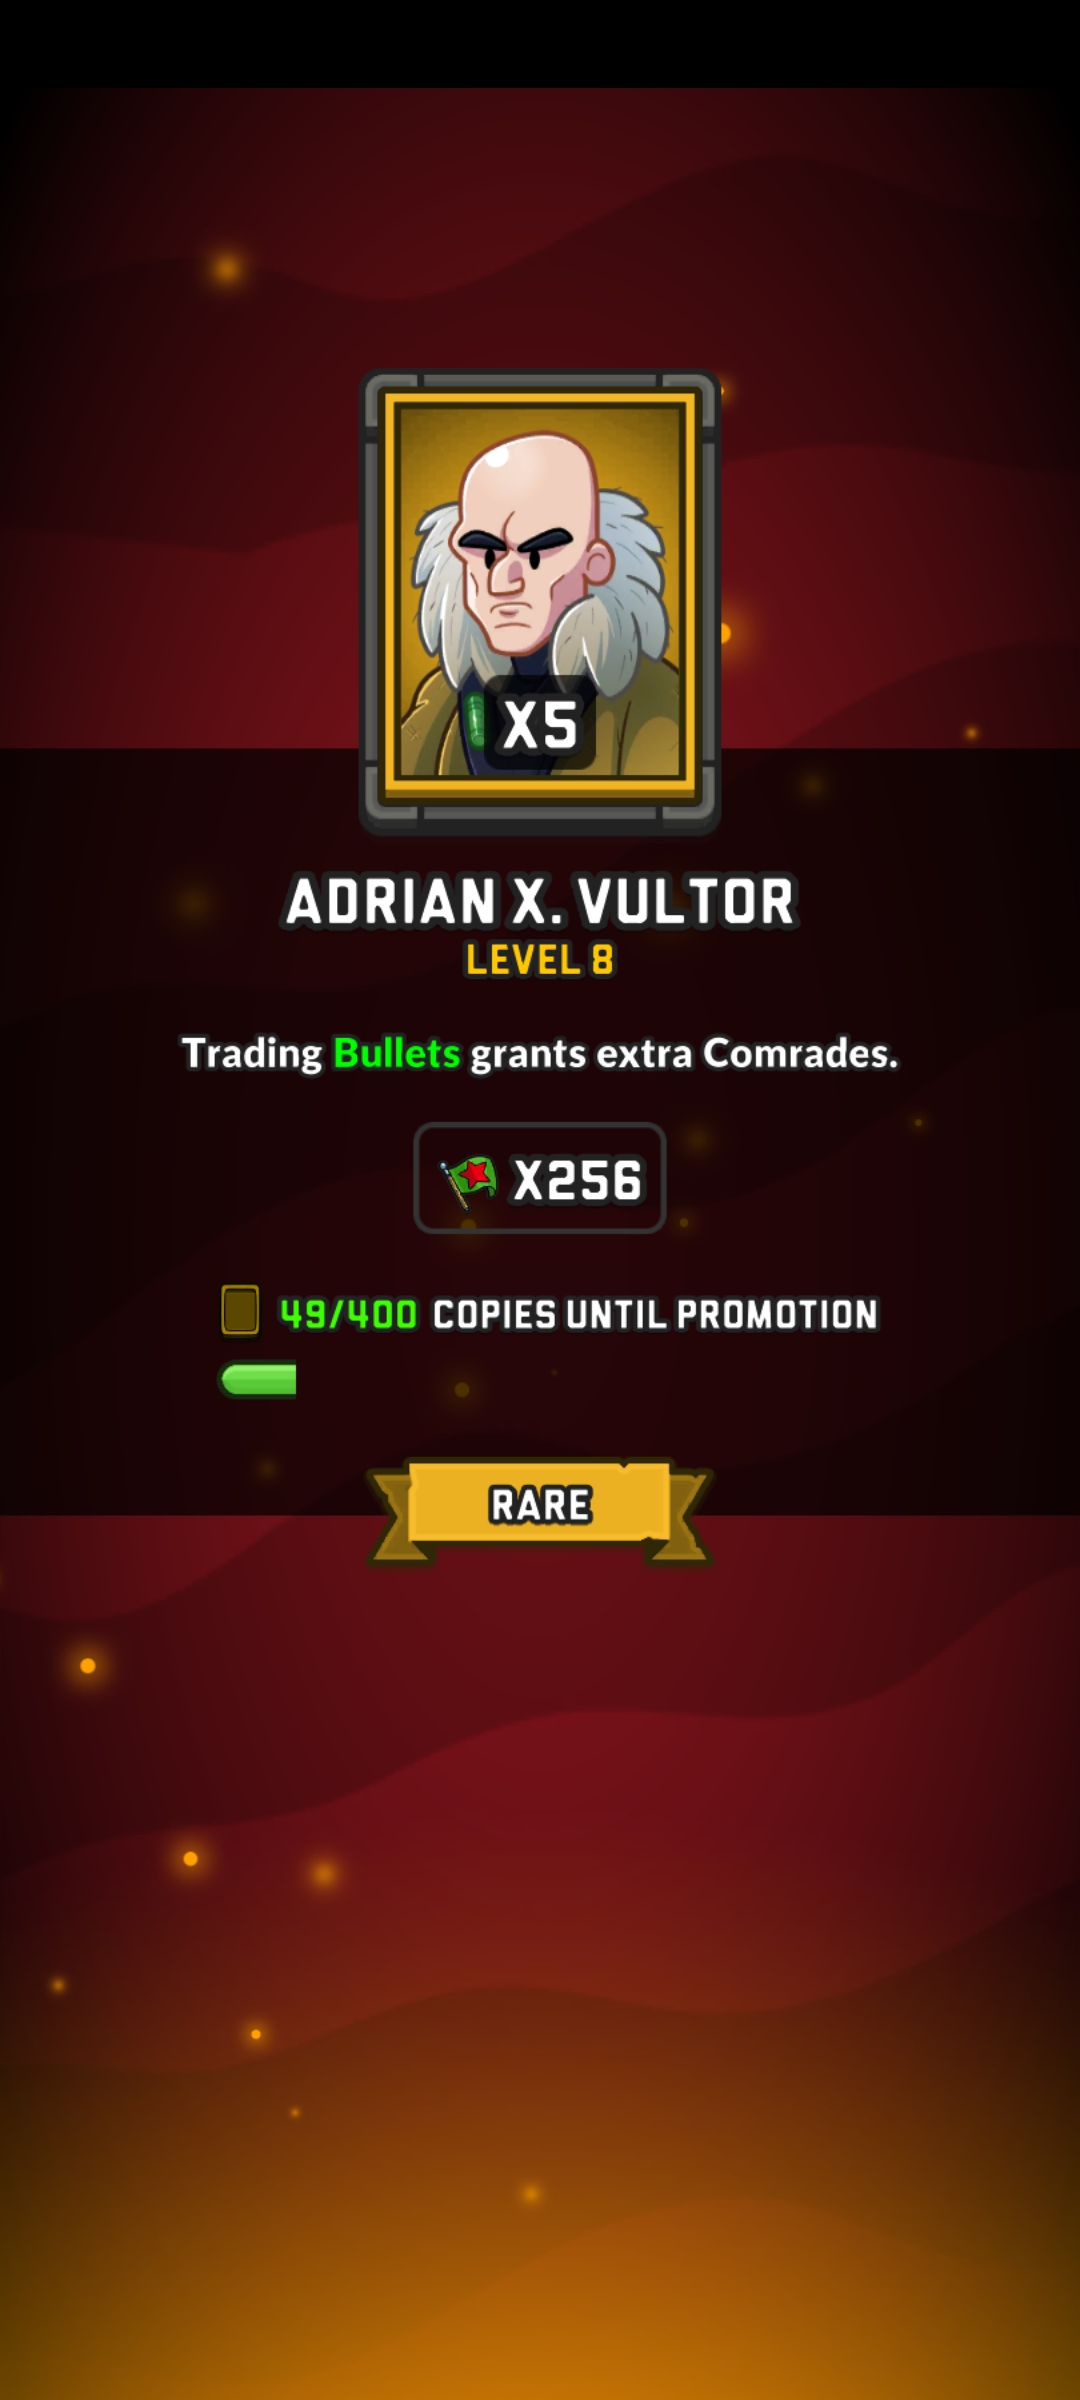 X5
ADRIAN X. VULTOR
LEVEL 8
Trading Bullets grants extra Comrades.
X256
49/400 COPIES UNTIL PROMOTION
RARE